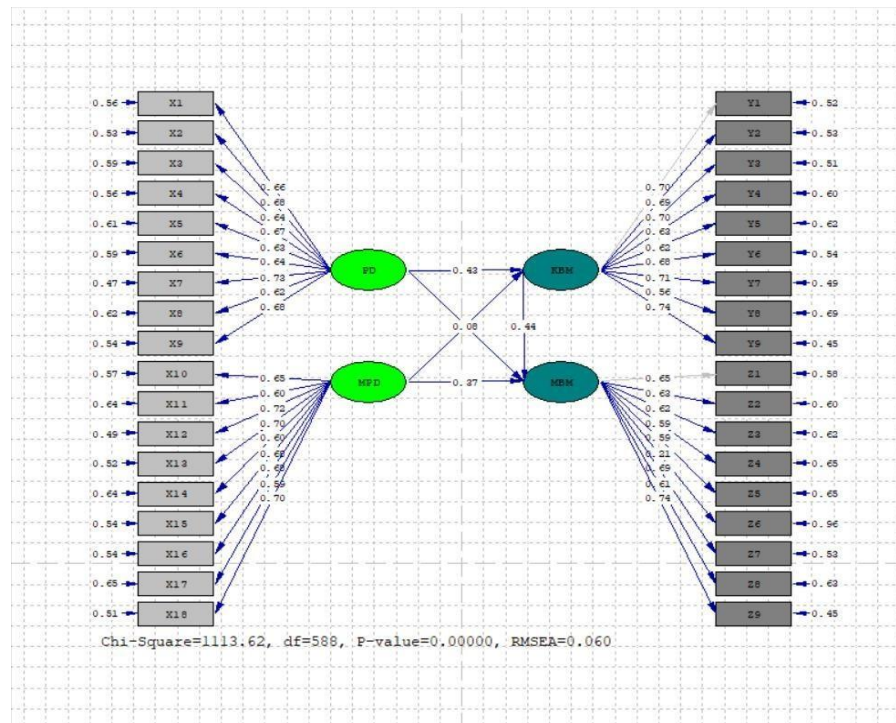 0.56 X1
0.53 X2
0.59 X3
0.56 X4
0.61 X5
0.59 X6
0.47 X7
0.62 X8
0.54 X9
0.57 X10
0.64 X11
0.49 X12
0.52 X13
0.64 X14
0.54 X15
0.54 X16
0.65 X17
0.51 X18
0.66
0.68
0.64
0.67
0.63
0.64
0.73
0.62
0.68
0.65
0.60
0.72
0.70
0.60
0.68
0.68
0.59
0.70
PD
0.43
KBM
0.08
0.44
MPD
0.37
MBM
0.70
0.69
0.70
0.63
0.62
0.68
0.71
0.56
0.74
0.65
0.63
0.62
0.59
0.59
0.21
0.69
0.61
0.74
Y1 0.52
Y2 0.53
Y3 0.51
Y4 0.60
Y5 0.62
Y6 0.54
Y7 0.49
Y8 0.69
Y9 0.45
Z1 0.58
Z2 0.60
Z3 0.62
Z4 0.65
Z5 0.65
Z6 0.96
Z7 0.53
Z8 0.63
Z9 0.45
Chi-Square=1113.62, df=588, P-value=0.00000, RMSEA=0.060